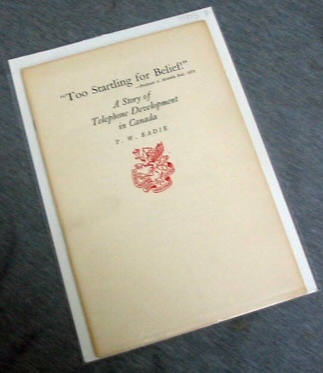 "Too Startling for Belief!"
A Story of
Telephone Development
in Canada
T. W. EADIE